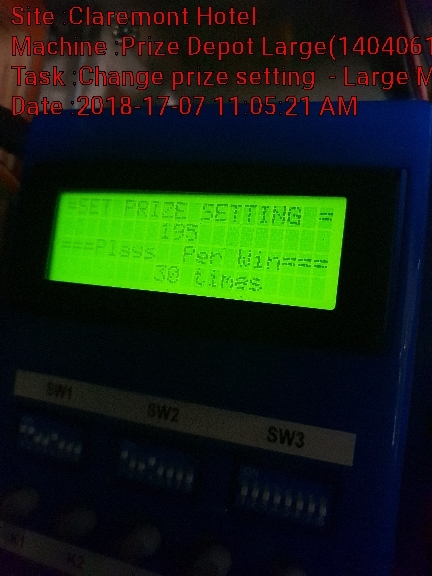 Site :Claremont Hotel
Machine :Prize Depot Large(1404061
Task :Change prize setting - Large M
Date :2018-17-07 11:05:21 AM
=SET PRIZE SETTING =
195
===Plays Per Win===
30 times
SW1
SW2
SW3
K1
K2